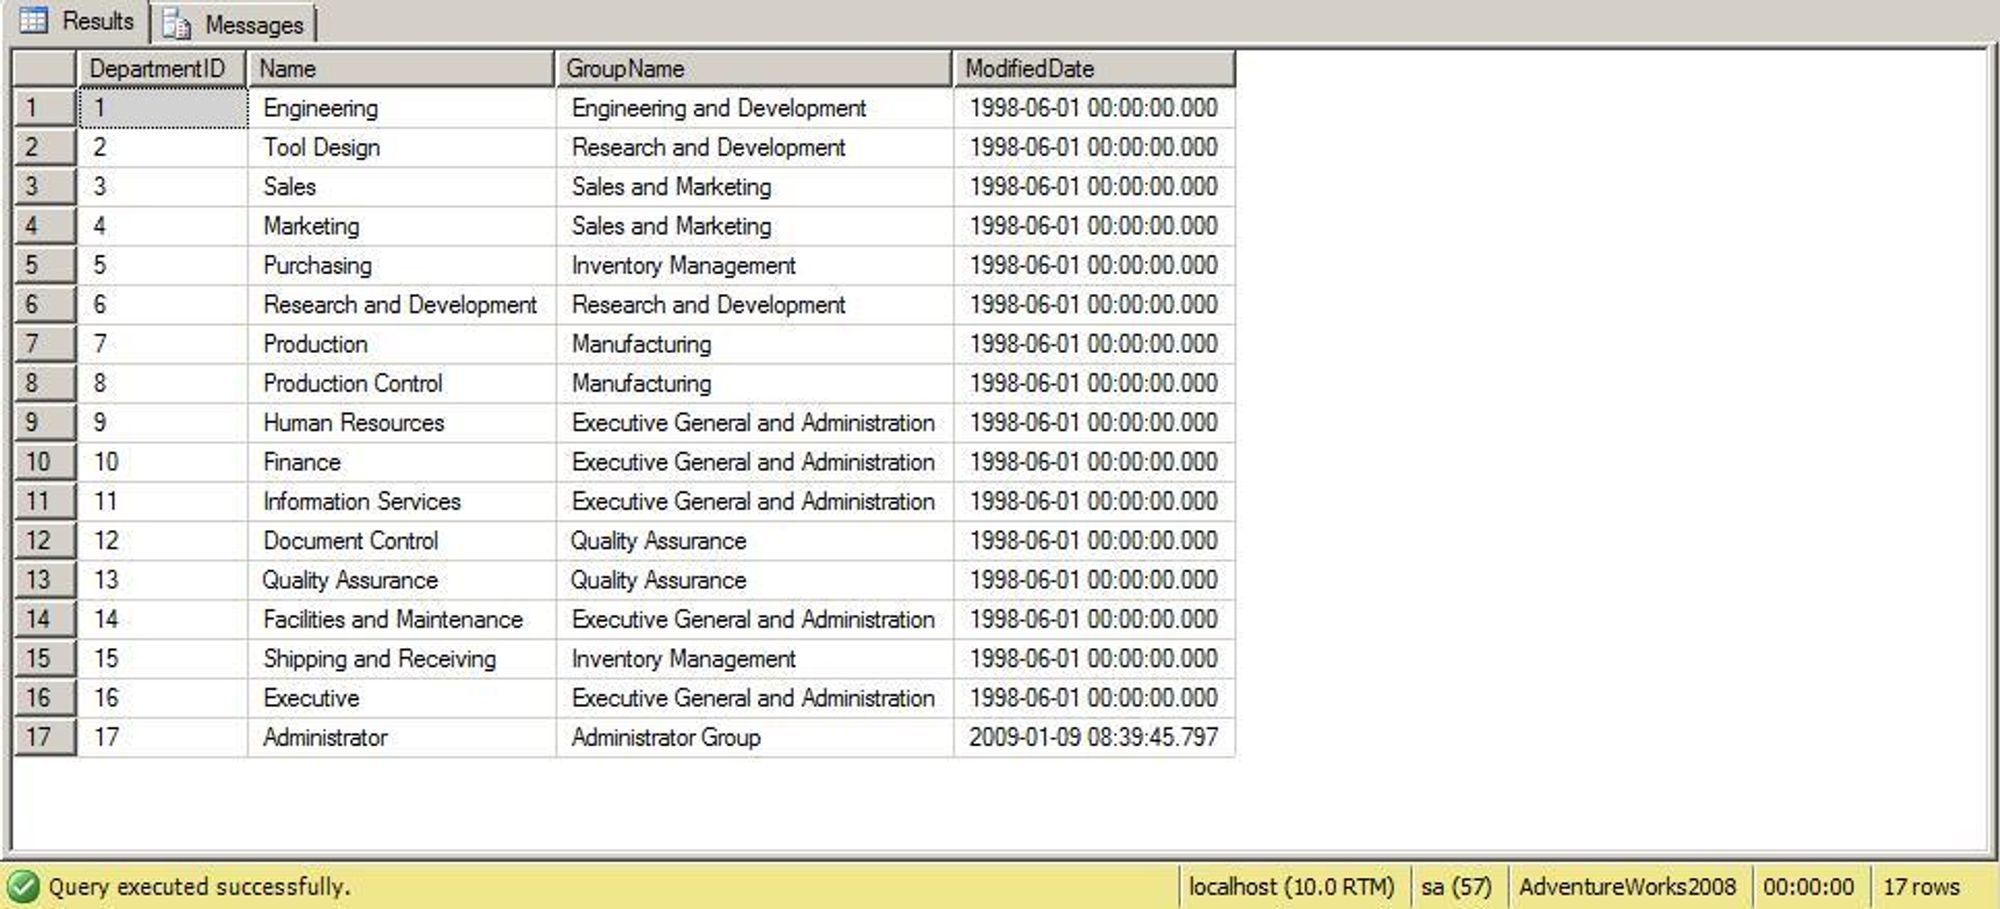 Results Messages
DepartmentID Name GroupName ModifiedDate
1 1 Engineering Engineering and Development 1998-06-01 00:00:00.000
2 2 Tool Design Research and Development 1998-06-01 00:00:00.000
3 3 Sales Sales and Marketing 1998-06-01 00:00:00.000
4 4 Marketing Sales and Marketing 1998-06-01 00:00:00.000
5 5 Purchasing Inventory Management 1998-06-01 00:00:00.000
6 6 Research and Development Research and Development 1998-06-01 00:00:00.000
7 7 Production Manufacturing 1998-06-01 00:00:00.000
8 8 Production Control Manufacturing 1998-06-01 00:00:00.000
9 9 Human Resources Executive General and Administration 1998-06-01 00:00:00.000
10 10 Finance Executive General and Administration 1998-06-01 00:00:00.000
11 11 Information Services Executive General and Administration 1998-06-01 00:00:00.000
12 12 Document Control Quality Assurance 1998-06-01 00:00:00.000
13 13 Quality Assurance Quality Assurance 1998-06-01 00:00:00.000
14 14 Facilities and Maintenance Executive General and Administration 1998-06-01 00:00:00.000
15 15 Shipping and Receiving Inventory Management 1998-06-01 00:00:00.000
16 16 Executive Executive General and Administration 1998-06-01 00:00:00.000
17 17 Administrator Administrator Group 2009-01-09 08:39:45.797
Query executed successfully. localhost (10.0 RTM) sa (57) AdventureWorks2008 00:00:00 17 rows